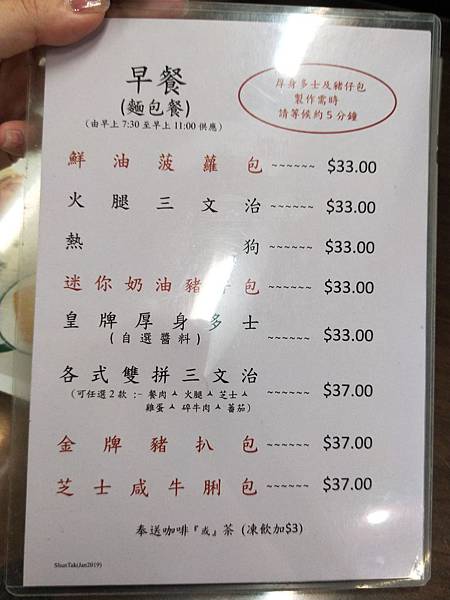 早餐
(麵包餐)
(由早上 7:30 至早上 11:00 供應)
厚身多士及豬仔包
製作需時
請等候約 5 分鐘
鮮油菠蘿包 ~~~~~~ $33.00
火腿三文治 ~~~~~~ $33.00
熱狗 ~~~~~~ $33.00
迷你奶油豬仔包 ~~~~~~ $33.00
皇牌厚身多士 ~~~~~~ $33.00
(自選醬料)
各式雙拼三文治 ~~~~~~ $37.00
(可任選 2 款 :- 餐肉 ㅅ 火腿 ㅅ 芝士 ㅅ
雞蛋 ㅅ 碎牛肉 ㅅ 蕃茄)
金牌豬扒包 ~~~~~~ $37.00
芝士咸牛脷包 ~~~~~~ $37.00
奉送咖啡『或』茶 (凍飲加$3)
ShunTak(Jan2019)